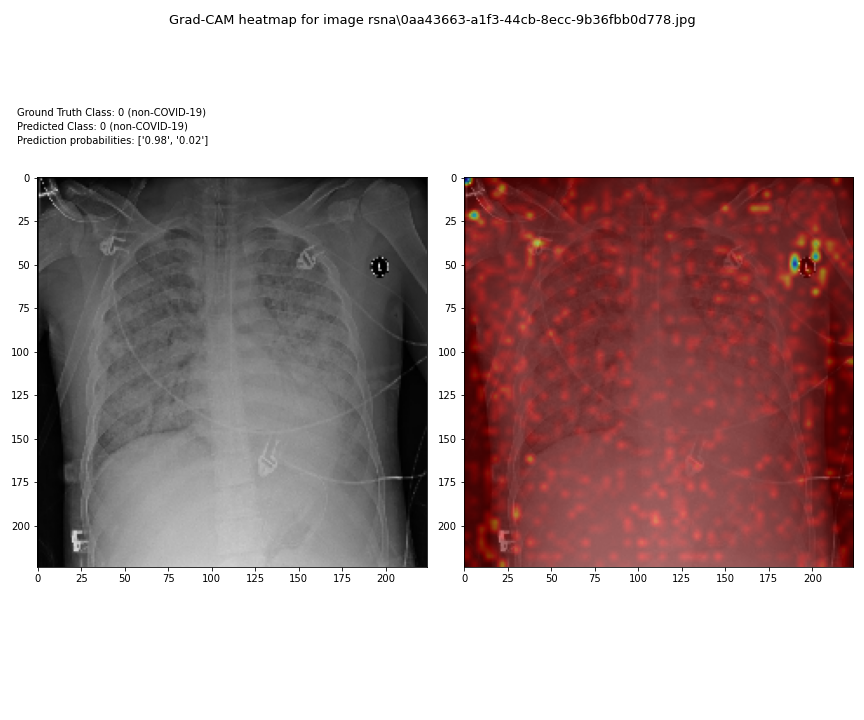 Grad-CAM heatmap for image rsna\0aa43663-a1f3-44cb-8ecc-9b36fbb0d778.jpg
Ground Truth Class: 0 (non-COVID-19)
Predicted Class: 0 (non-COVID-19)
Prediction probabilities: ['0.98', '0.02']
0
25
50
75
100
125
150
175
200
0 25 50 75 100 125 150 175 200
L
0
25
50
75
100
125
150
175
200
0 25 50 75 100 125 150 175 200
L